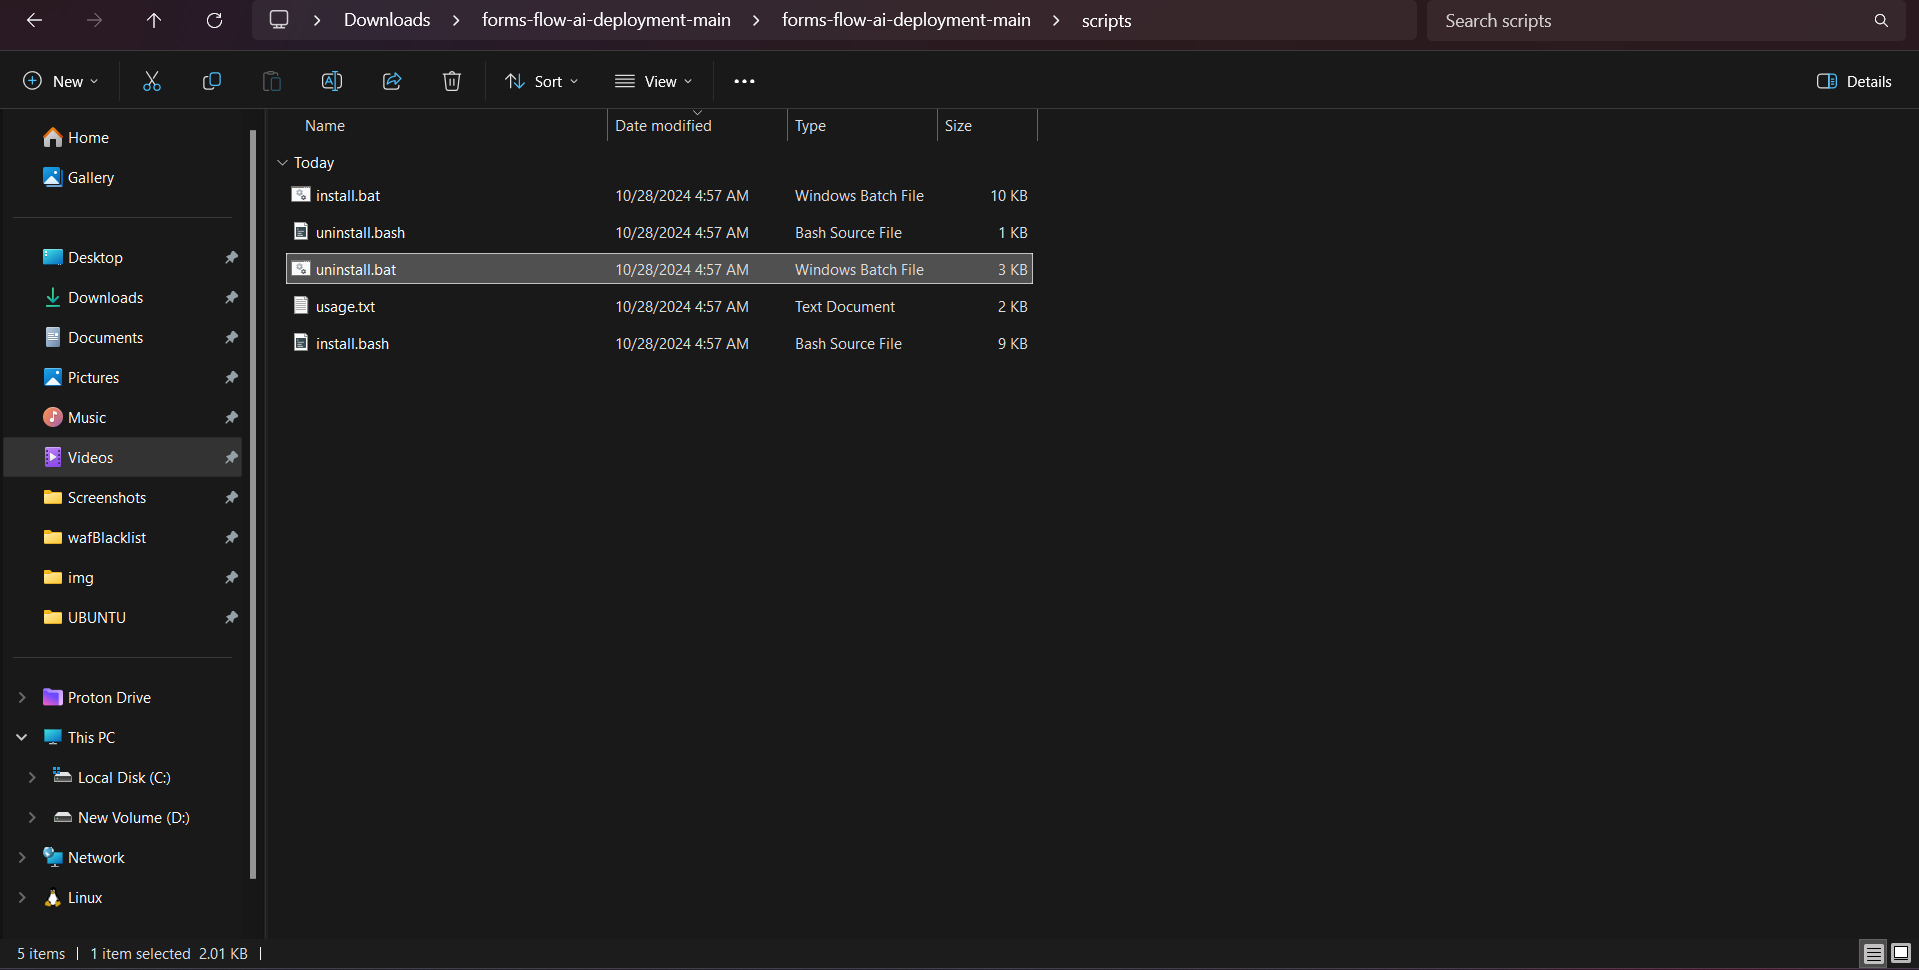 Downloads > forms-flow-ai-deployment-main > forms-flow-ai-deployment-main > scripts
Search scripts
New
Sort
View
Details
Name Date modified Type Size
Today
install.bat 10/28/2024 4:57 AM Windows Batch File 10 KB
uninstall.bash 10/28/2024 4:57 AM Bash Source File 1 KB
uninstall.bat 10/28/2024 4:57 AM Windows Batch File 3 KB
usage.txt 10/28/2024 4:57 AM Text Document 2 KB
install.bash 10/28/2024 4:57 AM Bash Source File 9 KB
Home
Gallery
Desktop
Downloads
Documents
Pictures
Music
Videos
Screenshots
wafBlacklist
img
UBUNTU
Proton Drive
This PC
Local Disk (C:)
New Volume (D:)
Network
Linux
5 items | 1 item selected 2.01 KB |